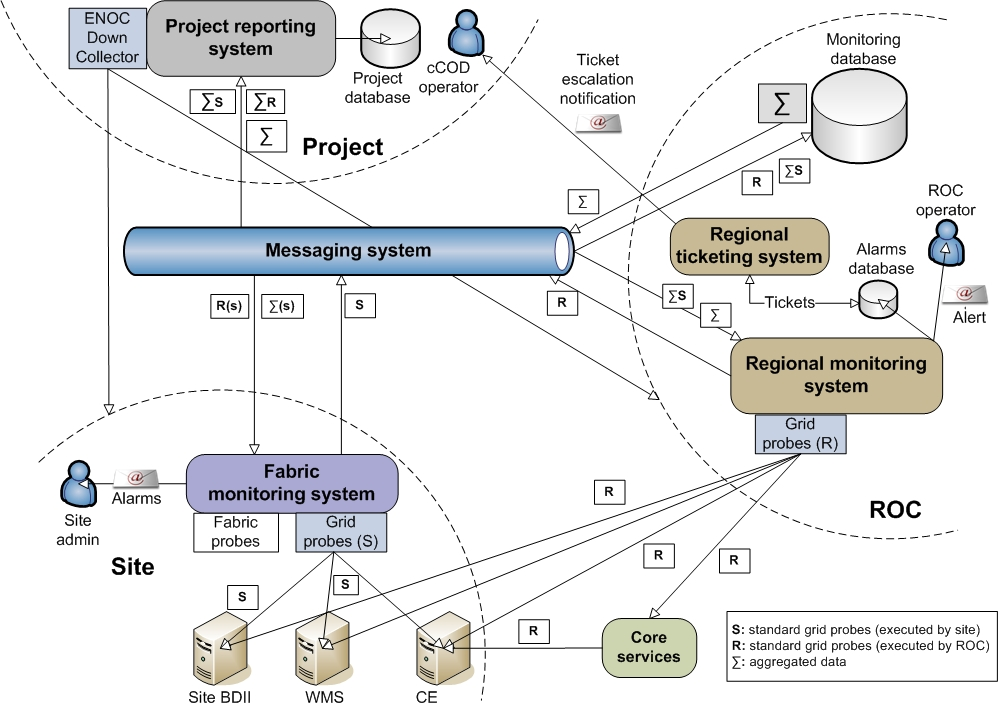 ENOC
Down
Collector
Project reporting
system
Project
database
cCOD
operator
Ticket
escalation
notification
@
Monitoring
database
∑S
∑R
∑
Project
∑
R
∑S
∑
ROC
operator
Messaging system
Regional
ticketing system
Alarms
database
Tickets
@
Alert
R(s)
∑(s)
S
R
∑S
∑
Regional monitoring
system
Grid
probes (R)
Fabric
monitoring system
@
Alarms
Site
admin
Fabric
probes
Grid
probes (S)
Site
ROC
R
R
R
S
S
R
Site BDII
WMS
CE
Core
services
S: standard grid probes (executed by site)
R: standard grid probes (executed by ROC)
∑: aggregated data